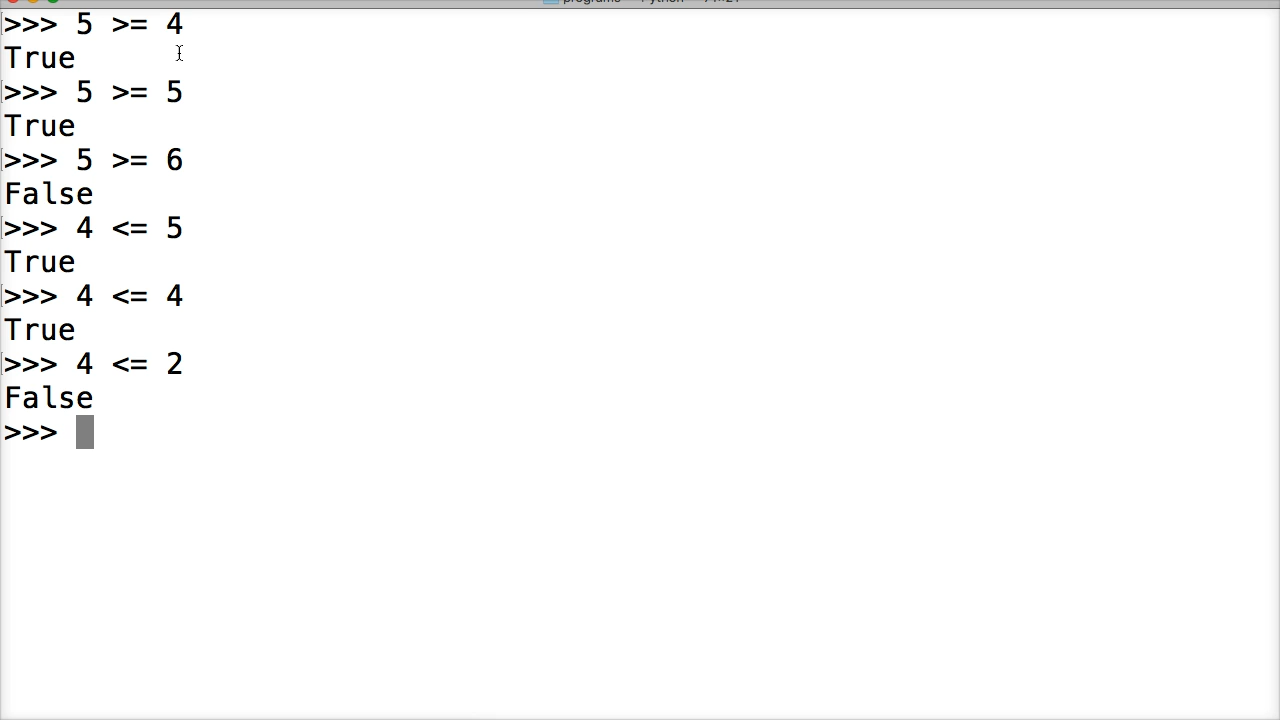 >>> 5 >= 4
True
>>> 5 >= 5
True
>>> 5 >= 6
False
>>> 4 <= 5
True
>>> 4 <= 4
True
>>> 4 <= 2
False
>>>